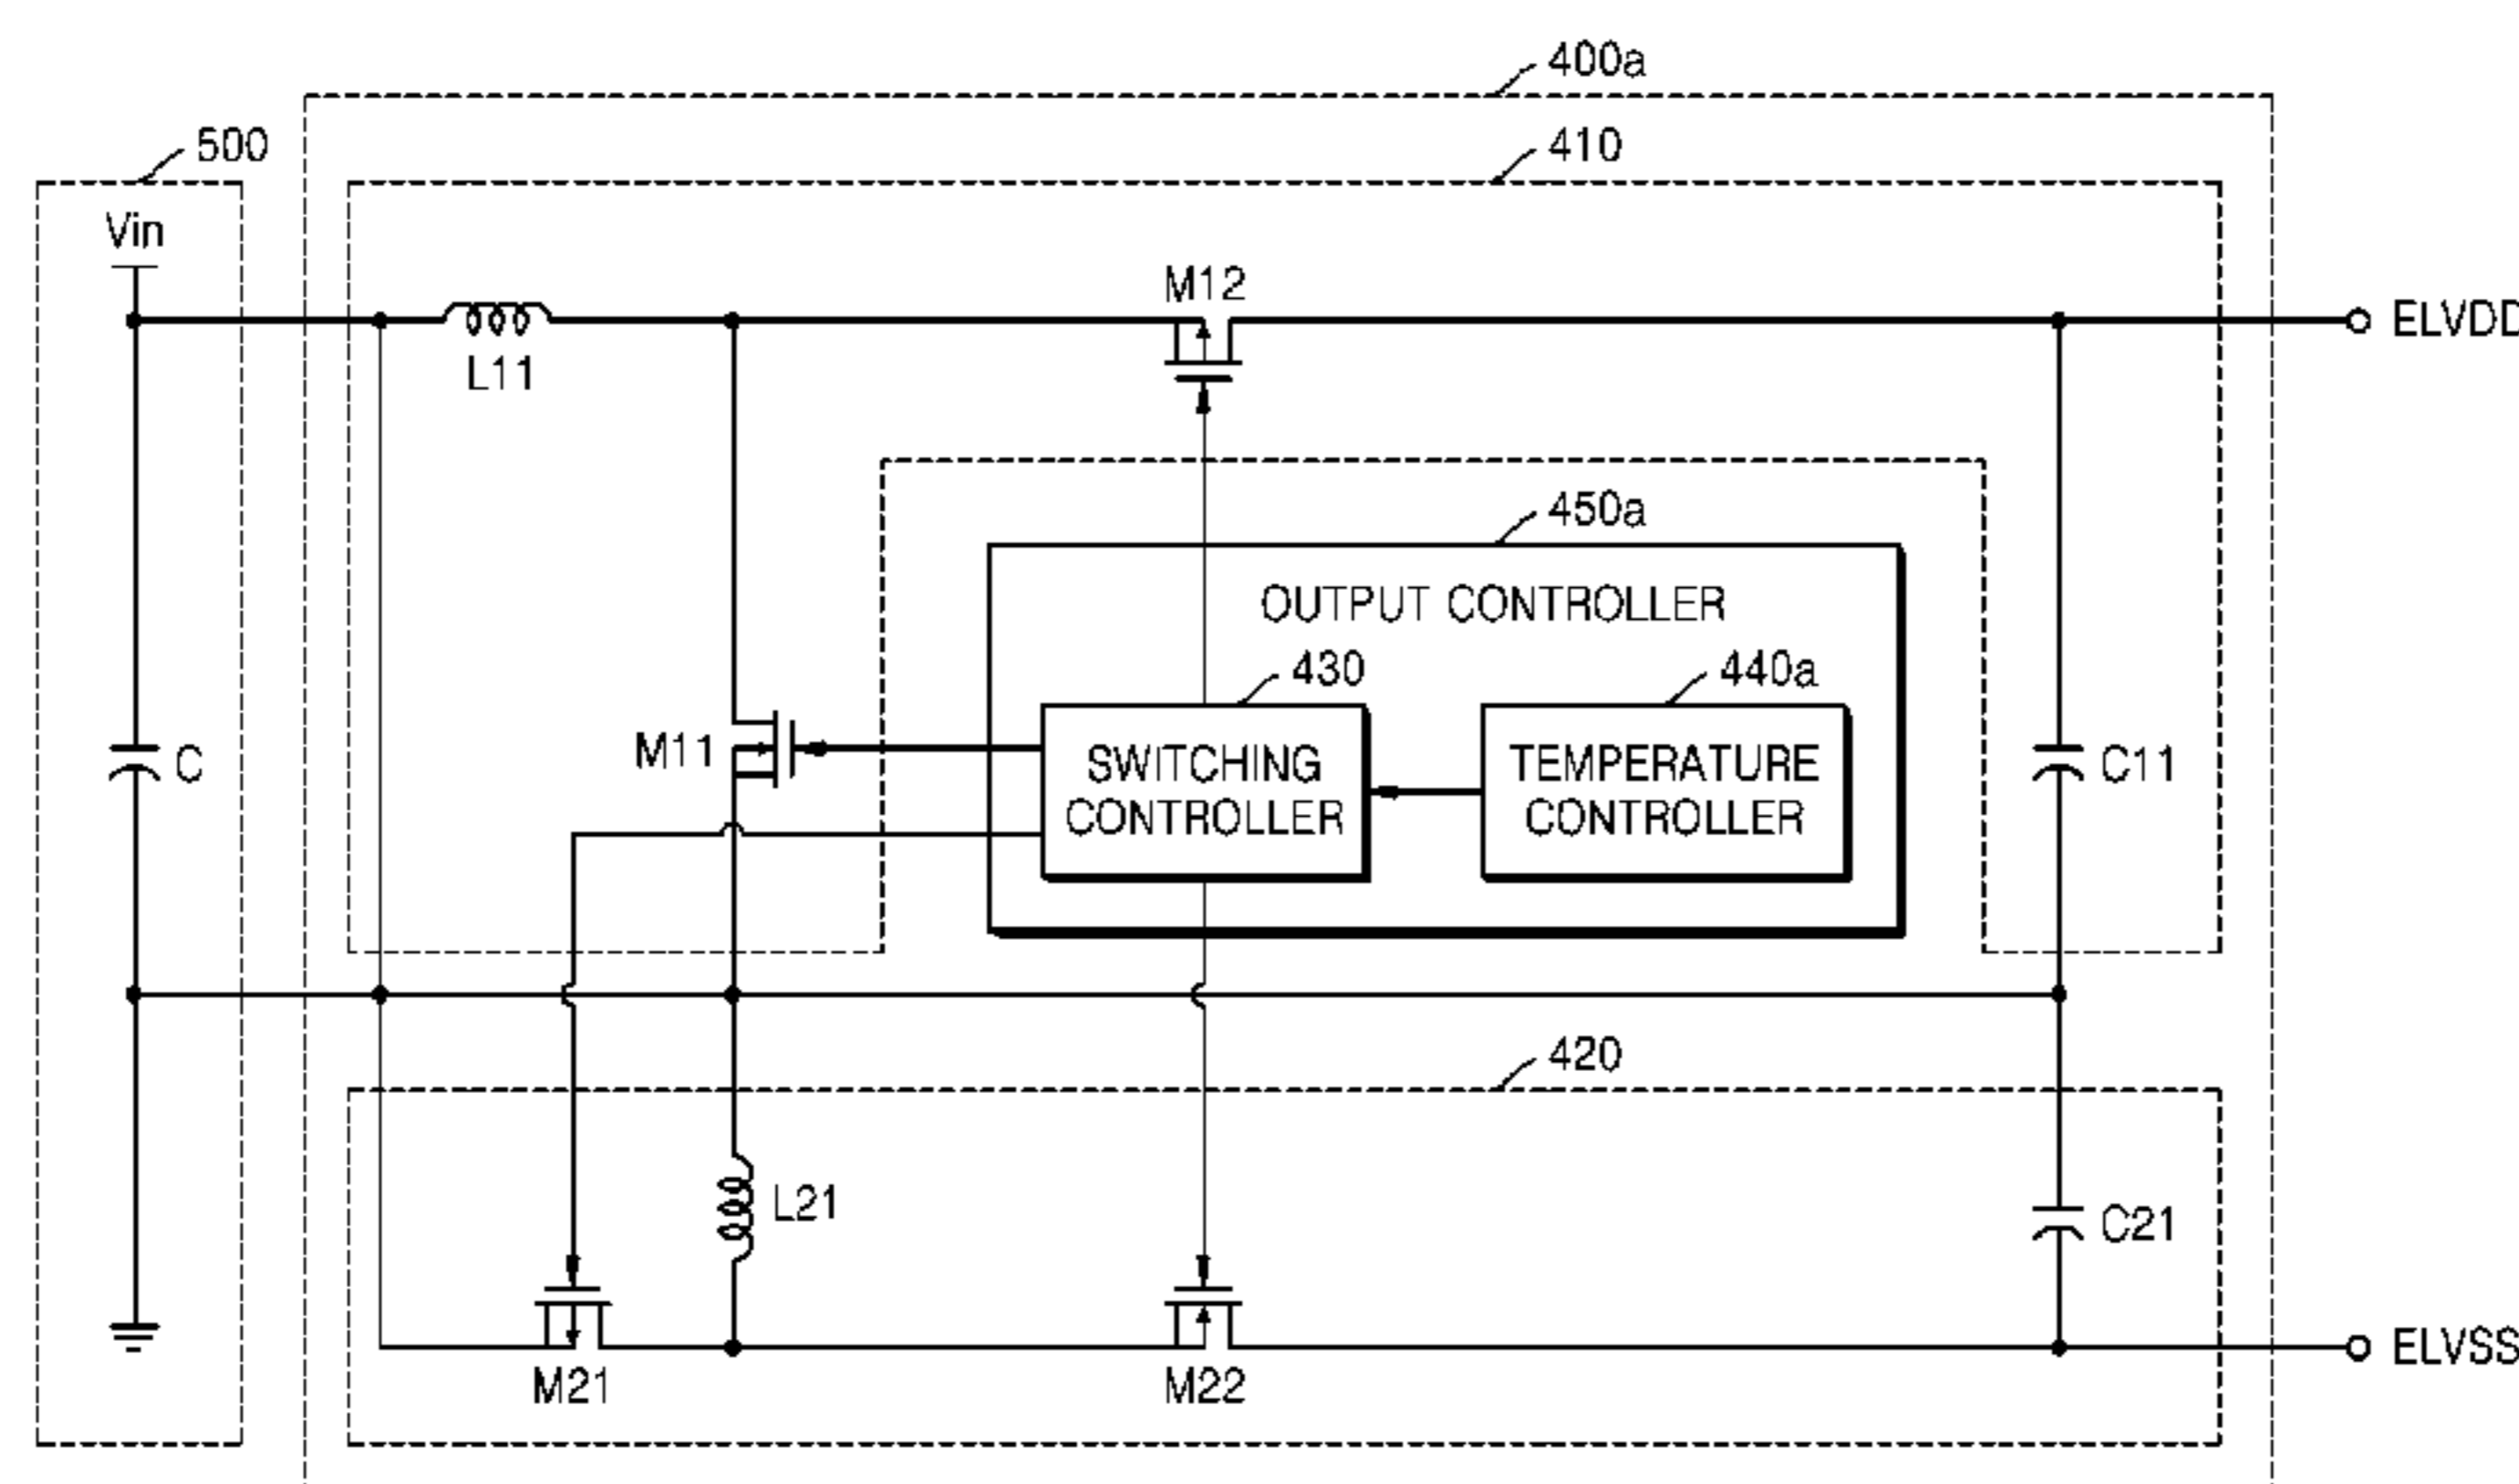 400a
500
410
Vin
M12
ELVDD
L11
450a
OUTPUT CONTROLLER
430
440a
M11
SWITCHING
CONTROLLER
TEMPERATURE
CONTROLLER
C
C11
420
L21
C21
M21
M22
ELVSS